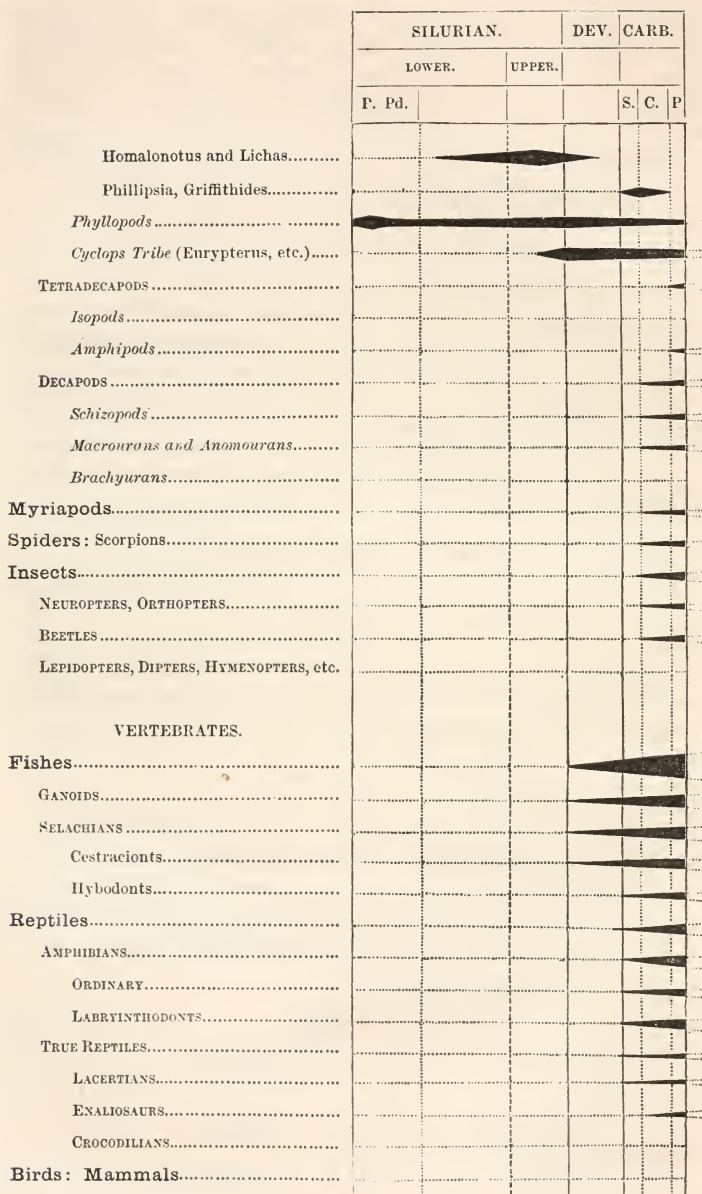 SILURIAN. DEV. CARB.
LOWER. UPPER.
P. Pd. S. C. P
Homalonotus and Lichas
Phillipsia, Griffithides
Phyllopods
Cyclops Tribe (Eurypterus, etc.)
TETRADECAPODS
Isopods
Amphipods
DECAPODS
Schizopods
Macrourans and Anomourans
Brachyurans
Myriapods
Spiders: Scorpions
Insects
NEUROPTERS, ORTHOPTERS
BEETLES
LEPIDOPTERS, DIPTERS, HYMENOPTERS, etc.
VERTEBRATES.
Fishes
GANOIDS
SELACHIANS
Cestracionts
Hybodonts
Reptiles
AMPHIBIANS
ORDINARY
LABRYINTHODONTS
TRUE REPTILES
LACERTIANS
ENALIOSAURS
CROCODILIANS
Birds: Mammals